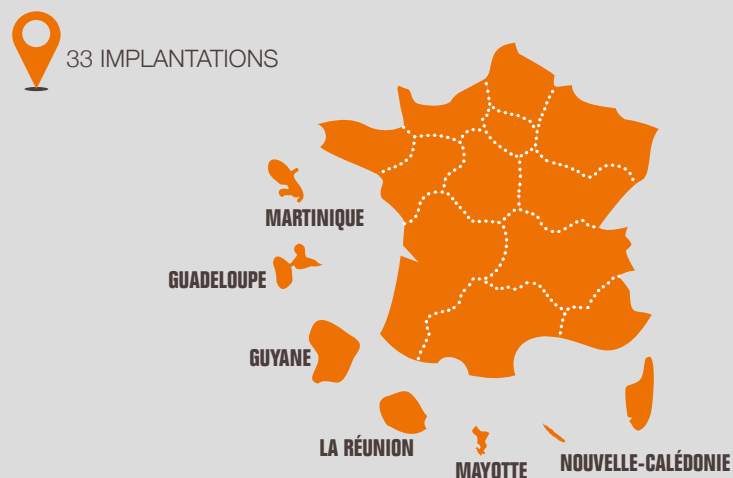 33 IMPLANTATIONS
MARTINIQUE
GUADELOUPE
GUYANE
LA RÉUNION
MAYOTTE
NOUVELLE-CALÉDONIE